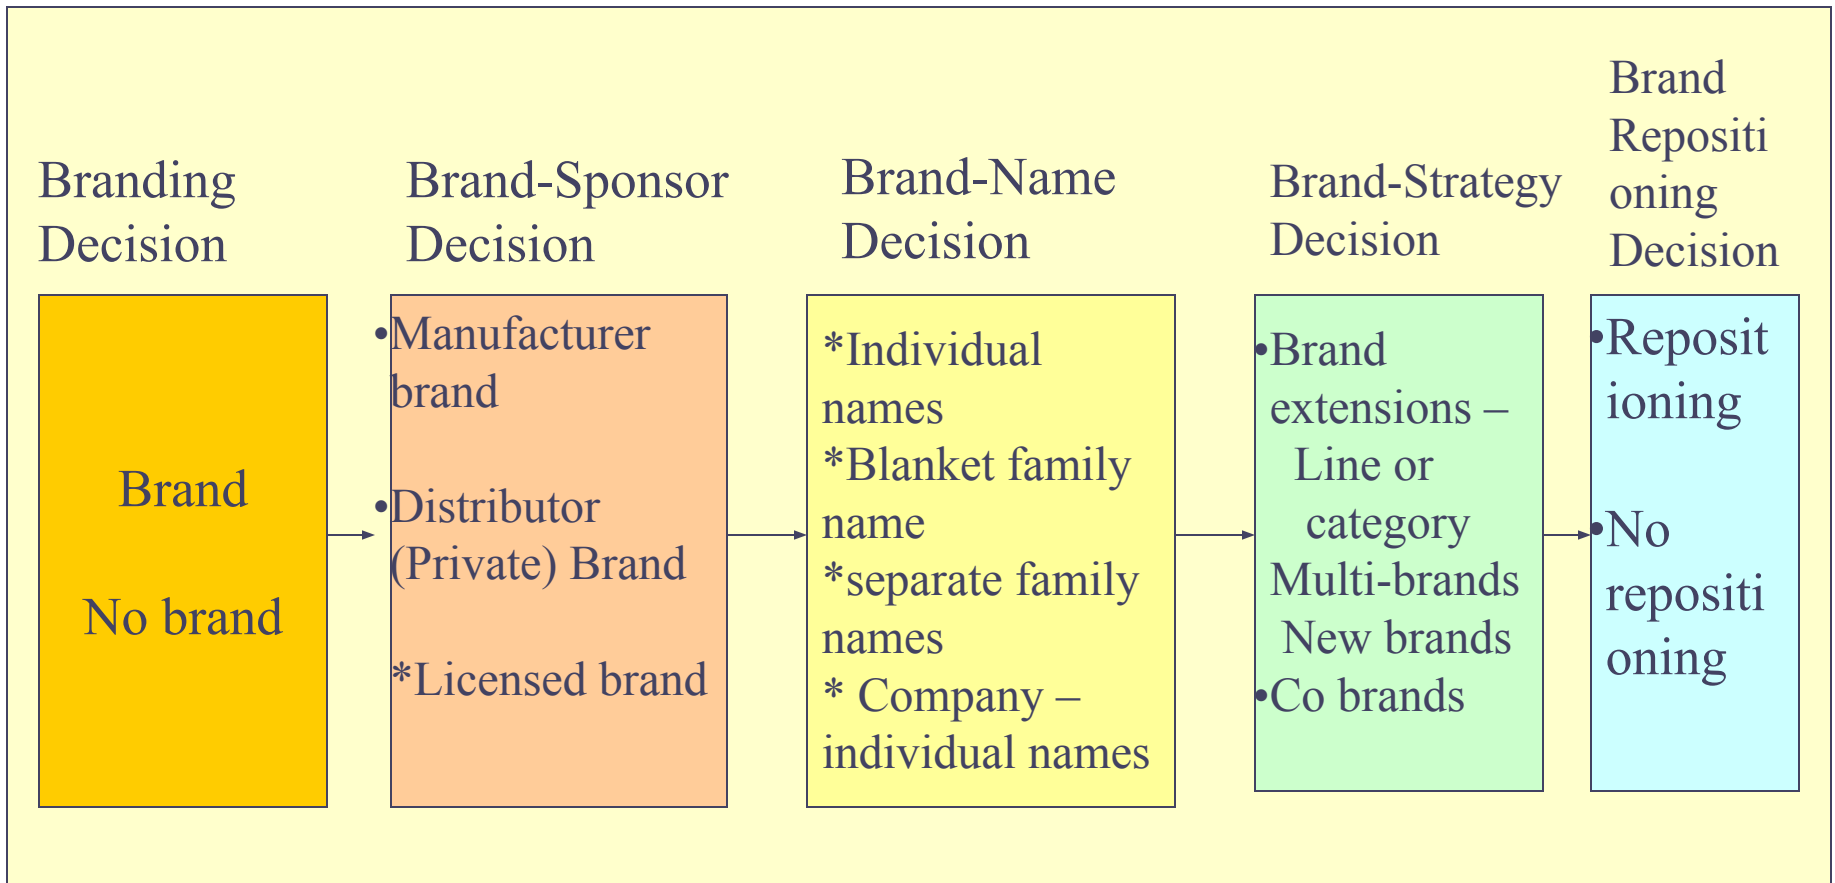 Branding
Decision
Brand-Sponsor
Decision
Brand-Name
Decision
Brand-Strategy
Decision
Brand
Repositi
oning
Decision
Brand
No brand
•Manufacturer
brand
•Distributor
(Private) Brand
*Licensed brand
*Individual
names
*Blanket family
name
*separate family
names
* Company –
individual names
•Brand
extensions –
Line or
category
Multi-brands
New brands
•Co brands
•Reposit
ioning
•No
repositi
oning